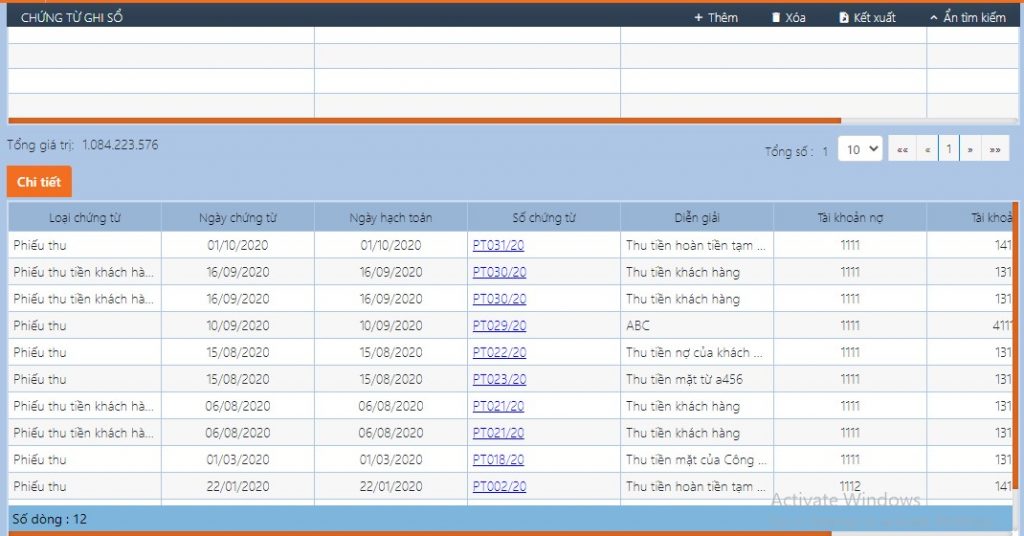 CHỨNG TỪ GHI SỔ + Thêm Xóa Kết xuất Ẩn tìm kiếm
Tổng giá trị: 1.084.223.576
Tổng số : 1 10 «« « 1 » »»
Chi tiết
Loại chứng từ Ngày chứng từ Ngày hạch toán Số chứng từ Diễn giải Tài khoản nợ Tài khoả
Phiếu thu 01/10/2020 01/10/2020 PT031/20 Thu tiền hoàn tiền tạm ... 1111 141
Phiếu thu tiền khách hà... 16/09/2020 16/09/2020 PT030/20 Thu tiền khách hàng 1111 131
Phiếu thu tiền khách hà... 16/09/2020 16/09/2020 PT030/20 Thu tiền khách hàng 1111 131
Phiếu thu 10/09/2020 10/09/2020 PT029/20 ABC 1111 4111
Phiếu thu 15/08/2020 15/08/2020 PT022/20 Thu tiền nợ của khách ... 1111 131
Phiếu thu 15/08/2020 15/08/2020 PT023/20 Thu tiền mặt từ a456 1111 131
Phiếu thu tiền khách hà... 06/08/2020 06/08/2020 PT021/20 Thu tiền khách hàng 1111 131
Phiếu thu tiền khách hà... 06/08/2020 06/08/2020 PT021/20 Thu tiền khách hàng 1111 131
Phiếu thu 01/03/2020 01/03/2020 PT018/20 Thu tiền mặt của Công ... 1111 131
Phiếu thu 22/01/2020 22/01/2020 PT002/20 Thu tiền hoàn tiền tạm ... 1112 141
Activate Windows
Số dòng : 12